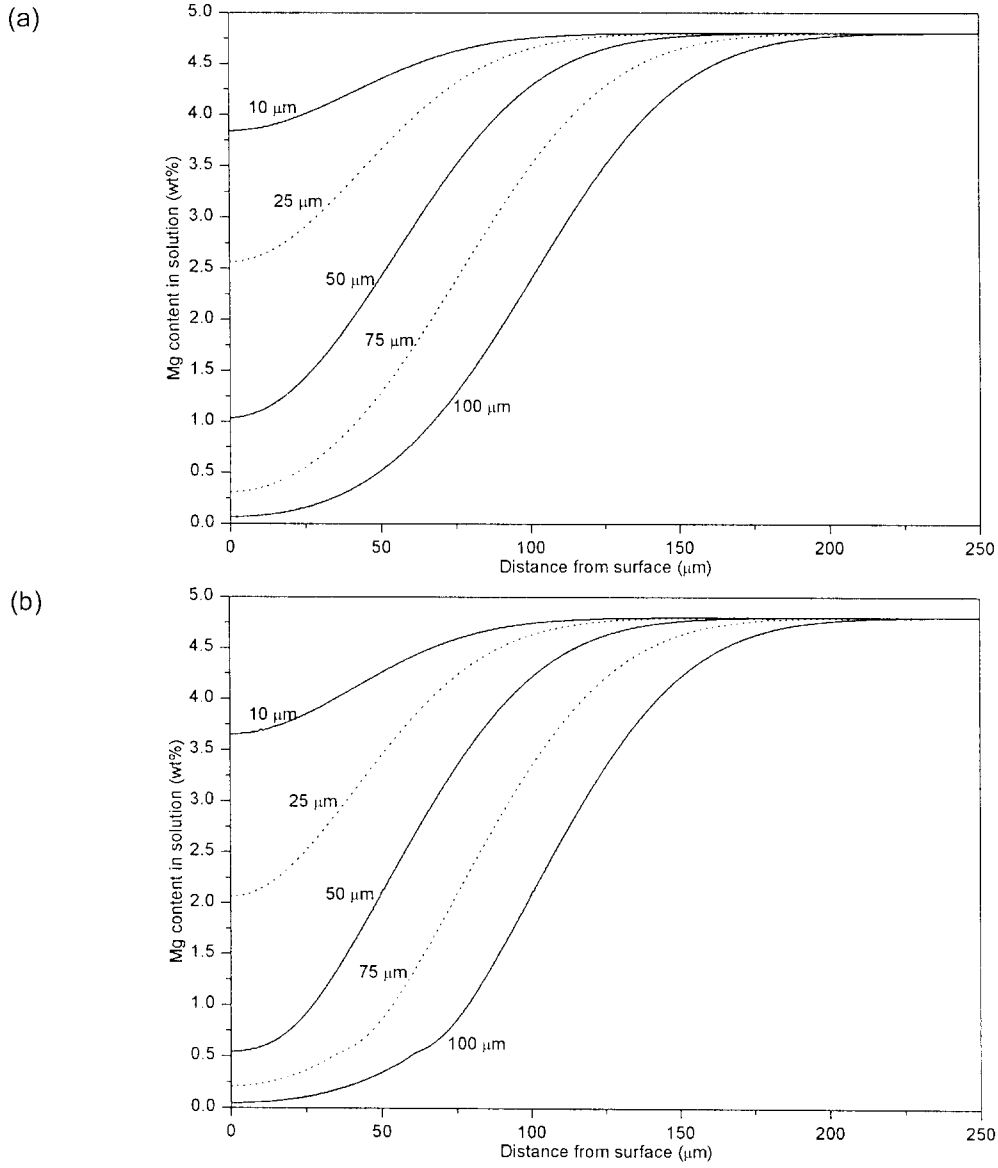 (a)
Mg content in solution (wt%)
5.0
4.5
4.0
3.5
3.0
2.5
2.0
1.5
1.0
0.5
0.0
10 µm
25 µm
50 µm
75 µm
100 µm
0
50
100
150
200
250
Distance from surface (µm)
(b)
Mg content in solution (wt%)
5.0
4.5
4.0
3.5
3.0
2.5
2.0
1.5
1.0
0.5
0.0
10 µm
25 µm
50 µm
75 µm
100 µm
0
50
100
150
200
250
Distance from surface (µm)